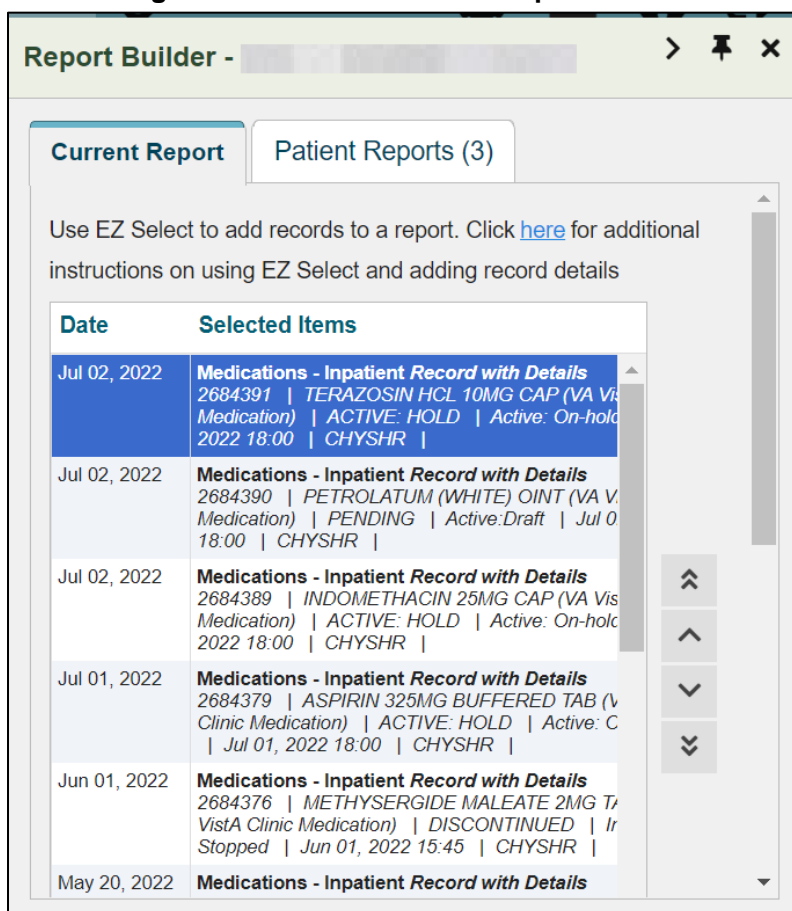 Report Builder -
Current Report
Patient Reports (3)
Use EZ Select to add records to a report. Click here for additional
instructions on using EZ Select and adding record details
Date Selected Items
Jul 02, 2022 Medications - Inpatient Record with Details
2684391 | TERAZOSIN HCL 10MG CAP (VA Vis
Medication) | ACTIVE: HOLD | Active: On-hold
2022 18:00 | CHYSHR |
Jul 02, 2022 Medications - Inpatient Record with Details
2684390 | PETROLATUM (WHITE) OINT (VA V
Medication) | PENDING | Active:Draft | Jul 0
18:00 | CHYSHR |
Jul 02, 2022 Medications - Inpatient Record with Details
2684389 | INDOMETHACIN 25MG CAP (VA Vis
Medication) | ACTIVE: HOLD | Active: On-hold
2022 18:00 | CHYSHR |
Jul 01, 2022 Medications - Inpatient Record with Details
2684379 | ASPIRIN 325MG BUFFERED TAB (V
Clinic Medication) | ACTIVE: HOLD | Active: O
| Jul 01, 2022 18:00 | CHYSHR |
Jun 01, 2022 Medications - Inpatient Record with Details
2684376 | METHYSERGIDE MALEATE 2MG TA
VistA Clinic Medication) | DISCONTINUED | In
Stopped | Jun 01, 2022 15:45 | CHYSHR |
May 20, 2022 Medications - Inpatient Record with Details